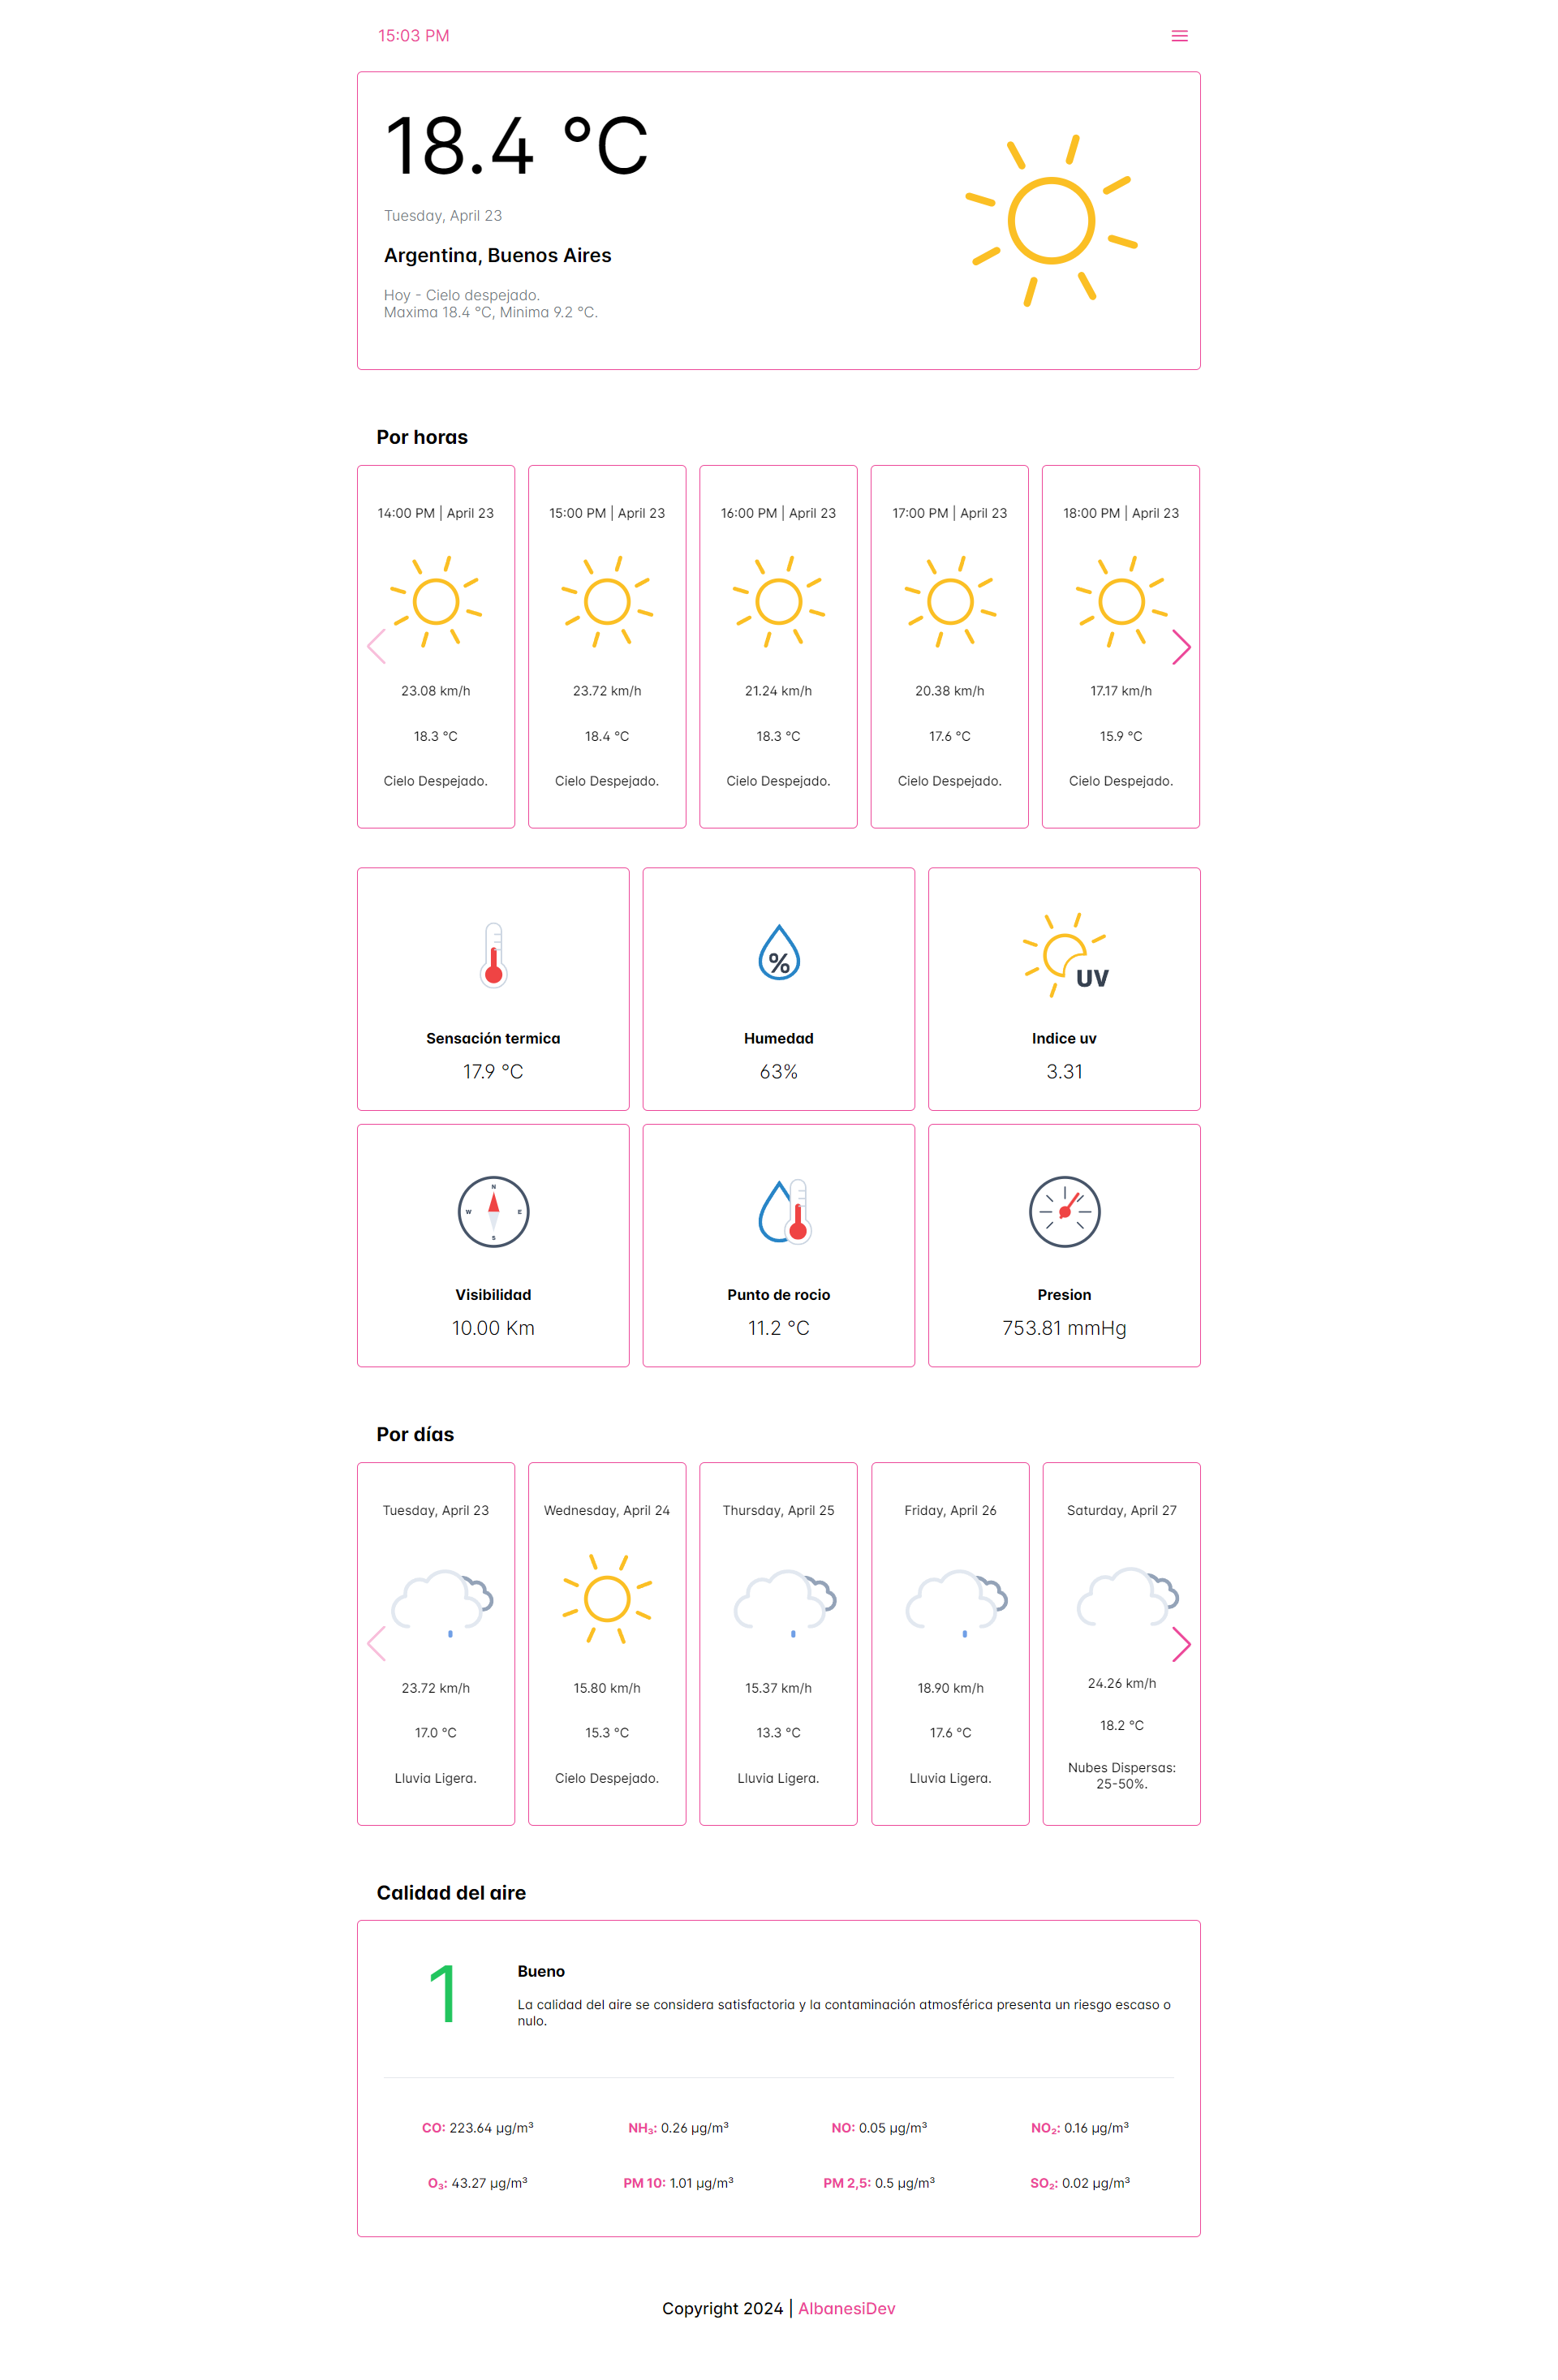 15:03 PM
18.4 °C
Tuesday, April 23
Argentina, Buenos Aires
Hoy - Cielo despejado.
Maxima 18.4 °C, Minima 9.2 °C.
Por horas
14:00 PM | April 23
23.08 km/h
18.3 °C
Cielo Despejado.
15:00 PM | April 23
23.72 km/h
18.4 °C
Cielo Despejado.
16:00 PM | April 23
21.24 km/h
18.3 °C
Cielo Despejado.
17:00 PM | April 23
20.38 km/h
17.6 °C
Cielo Despejado.
18:00 PM | April 23
17.17 km/h
15.9 °C
Cielo Despejado.
Sensación termica
17.9 °C
%
Humedad
63%
UV
Indice uv
3.31
N
W E
S
Visibilidad
10.00 Km
Punto de rocio
11.2 °C
Presion
753.81 mmHg
Por días
Tuesday, April 23
23.72 km/h
17.0 °C
Lluvia Ligera.
Wednesday, April 24
15.80 km/h
15.3 °C
Cielo Despejado.
Thursday, April 25
15.37 km/h
13.3 °C
Lluvia Ligera.
Friday, April 26
18.90 km/h
17.6 °C
Lluvia Ligera.
Saturday, April 27
24.26 km/h
18.2 °C
Nubes Dispersas:
25-50%.
Calidad del aire
1
Bueno
La calidad del aire se considera satisfactoria y la contaminación atmosférica presenta un riesgo escaso o
nulo.
CO: 223.64 µg/m³
NH₃: 0.26 µg/m³
NO: 0.05 µg/m³
NO₂: 0.16 µg/m³
O₃: 43.27 µg/m³
PM 10: 1.01 µg/m³
PM 2,5: 0.5 µg/m³
SO₂: 0.02 µg/m³
Copyright 2024 | AlbanesiDev